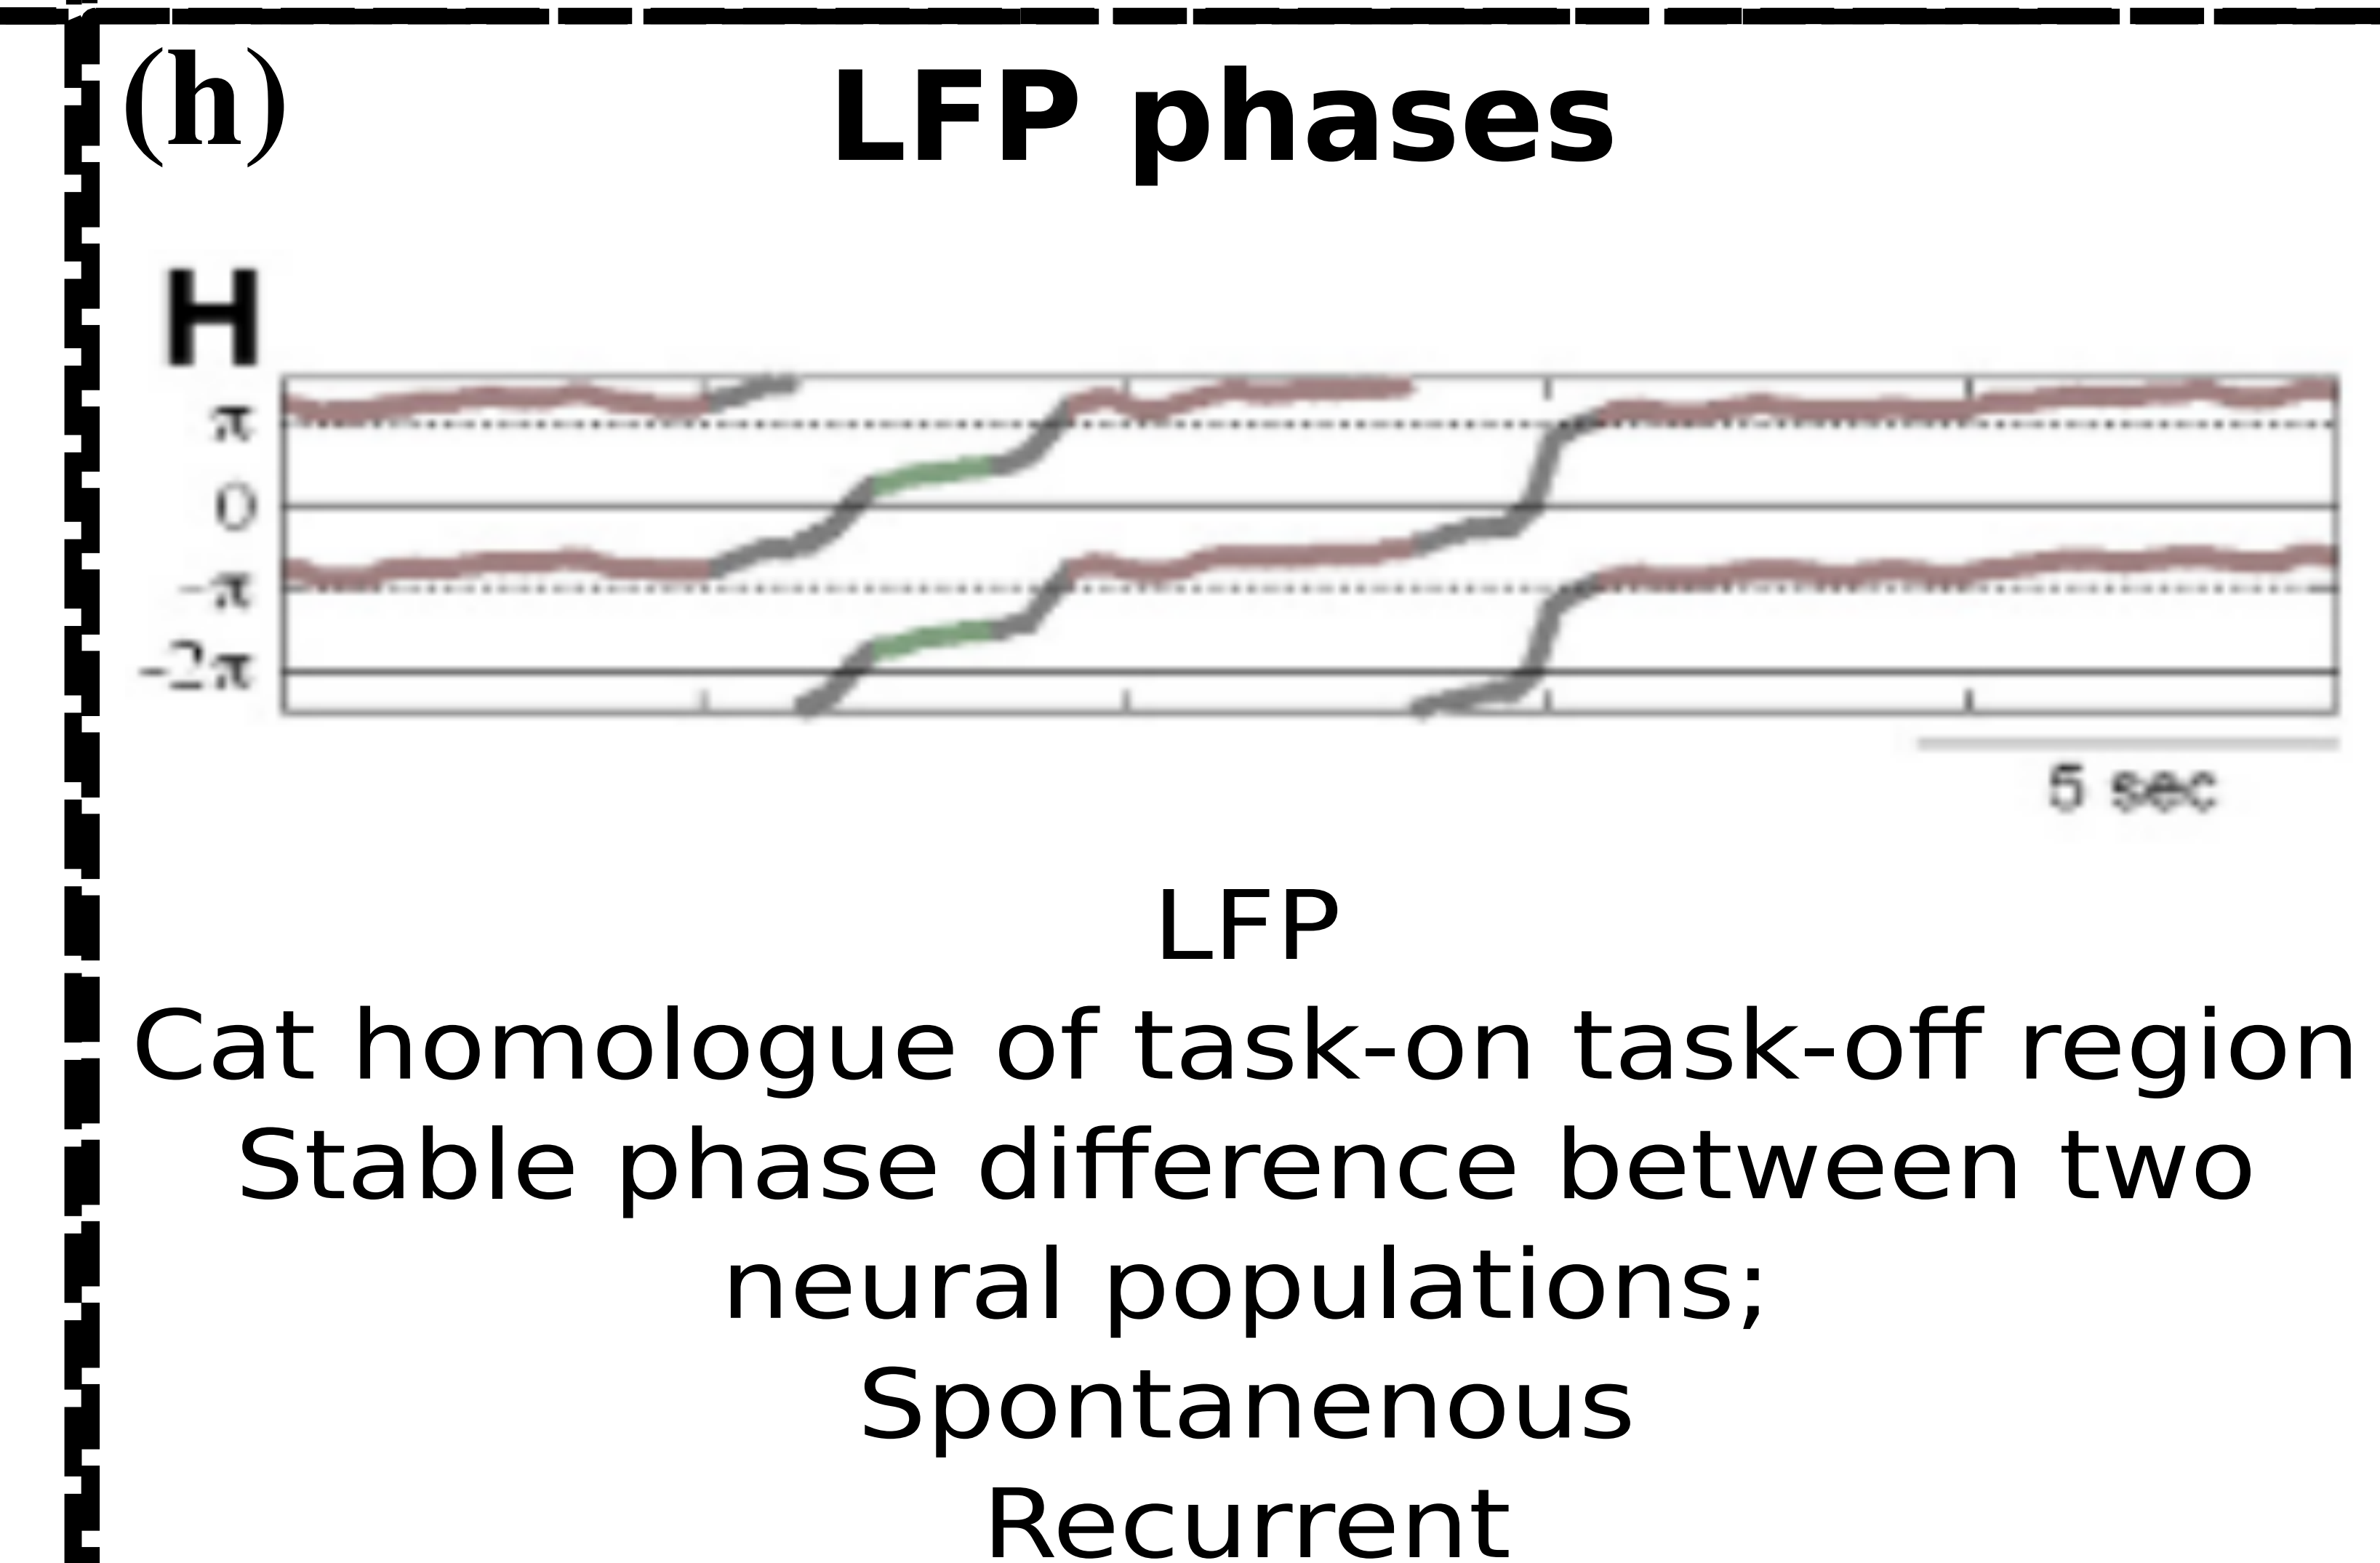 (h)
LFP phases
H
π
0
-π
-2π
5 sec
LFP
Cat homologue of task-on task-off region
Stable phase difference between two
neural populations;
Spontanenous
Recurrent